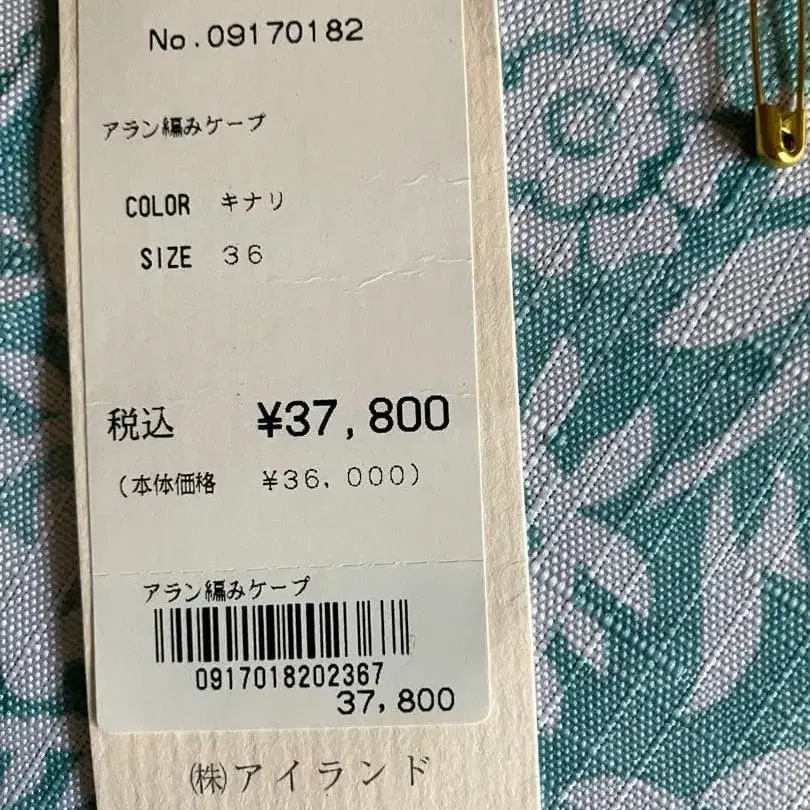 No.09170182
アラン編みケープ
COLOR キナリ
SIZE 36
税込 ¥37,800
(本体価格 ¥36,000)
アラン編みケープ
0917018202367
37,800
㈱アイランド